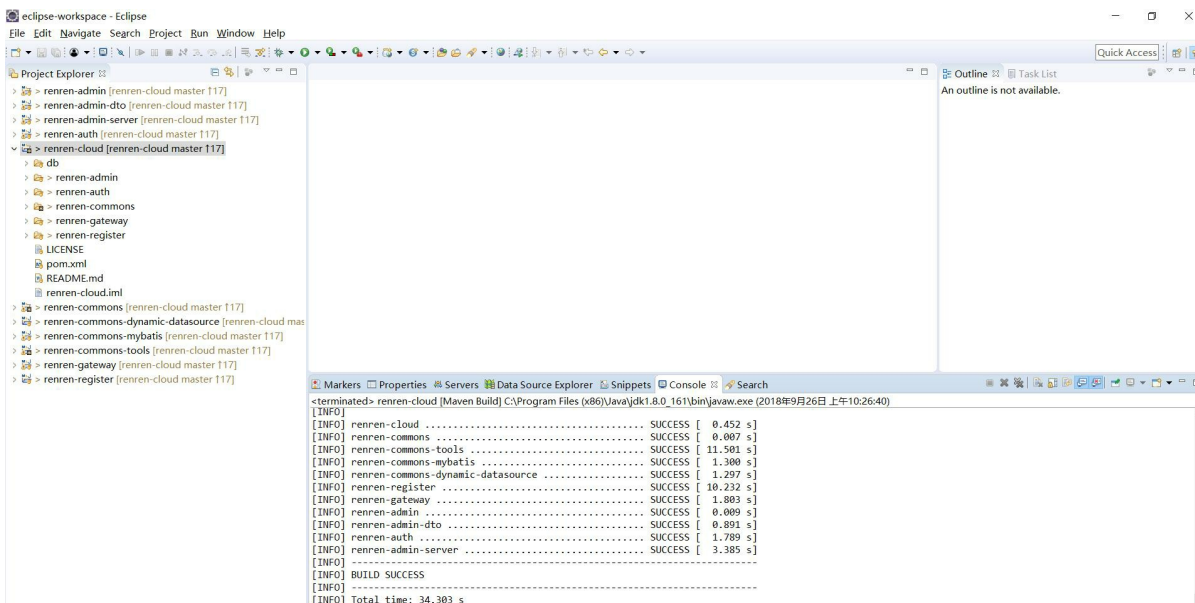 eclipse-workspace - Eclipse
File Edit Navigate Search Project Run Window Help
Quick Access
Project Explorer
> renren-admin [renren-cloud master ↑17]
> renren-admin-dto [renren-cloud master ↑17]
> renren-admin-server [renren-cloud master ↑17]
> renren-auth [renren-cloud master ↑17]
> renren-cloud [renren-cloud master ↑17]
db
> renren-admin
> renren-auth
> renren-commons
> renren-gateway
> renren-register
LICENSE
pom.xml
README.md
renren-cloud.iml
> renren-commons [renren-cloud master ↑17]
> renren-commons-dynamic-datasource [renren-cloud mas
> renren-commons-mybatis [renren-cloud master ↑17]
> renren-commons-tools [renren-cloud master ↑17]
> renren-gateway [renren-cloud master ↑17]
> renren-register [renren-cloud master ↑17]
Outline Task List
An outline is not available.
Markers Properties Servers Data Source Explorer Snippets Console Search
<terminated> renren-cloud [Maven Build] C:\Program Files (x86)\Java\jdk1.8.0_161\bin\javaw.exe (2018年9月26日 上午10:26:40)
[INFO]
[INFO] renren-cloud ...................................... SUCCESS [  0.452 s]
[INFO] renren-commons .................................... SUCCESS [  0.007 s]
[INFO] renren-commons-tools .............................. SUCCESS [ 11.501 s]
[INFO] renren-commons-mybatis ............................ SUCCESS [  1.300 s]
[INFO] renren-commons-dynamic-datasource ................. SUCCESS [  1.297 s]
[INFO] renren-register ................................... SUCCESS [ 10.232 s]
[INFO] renren-gateway .................................... SUCCESS [  1.803 s]
[INFO] renren-admin ...................................... SUCCESS [  0.009 s]
[INFO] renren-admin-dto .................................. SUCCESS [  0.891 s]
[INFO] renren-auth ....................................... SUCCESS [  1.789 s]
[INFO] renren-admin-server ............................... SUCCESS [  3.385 s]
[INFO] ------------------------------------------------------------------------
[INFO] BUILD SUCCESS
[INFO] ------------------------------------------------------------------------
[INFO] Total time: 34.303 s